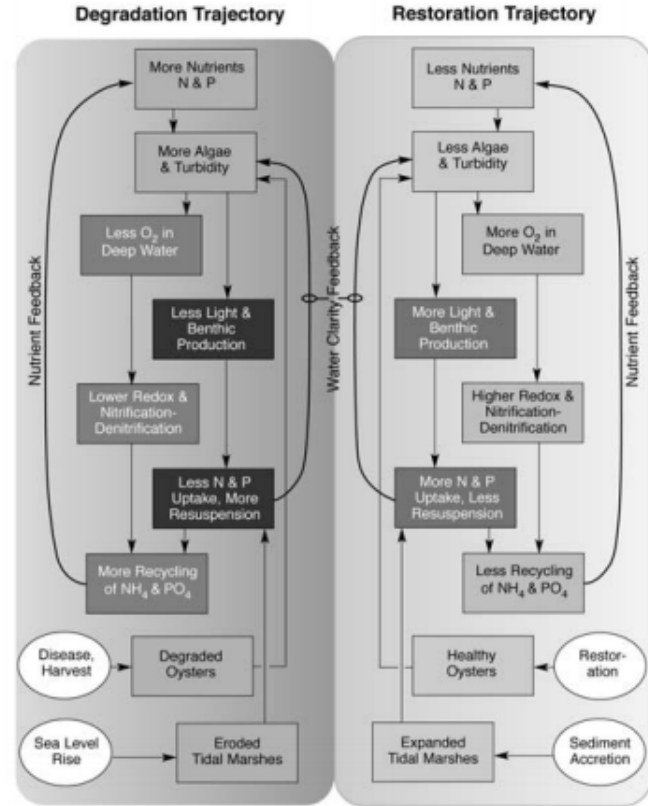 Degradation Trajectory
More Nutrients
N & P
More Algae
& Turbidity
Less O₂ in
Deep Water
Less Light &
Benthic
Production
Lower Redox &
Nitrification-
Denitrification
Less N & P
Uptake, More
Resuspension
More Recycling
of NH₄ & PO₄
Disease,
Harvest
Degraded
Oysters
Sea Level
Rise
Eroded
Tidal Marshes
Nutrient Feedback
Water Clarity Feedback
Restoration Trajectory
Less Nutrients
N & P
Less Algae
& Turbidity
More O₂ in
Deep Water
More Light &
Benthic
Production
Higher Redox &
Nitrification-
Denitrification
More N & P
Uptake, Less
Resuspension
Less Recycling
of NH₄ & PO₄
Healthy
Oysters
Restor-
ation
Expanded
Tidal Marshes
Sediment
Accretion
Nutrient Feedback